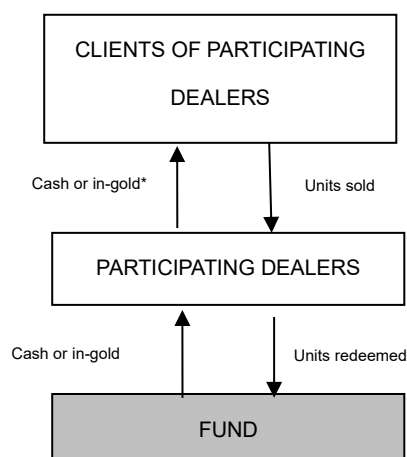 CLIENTS OF PARTICIPATING
DEALERS
Cash or in-gold*
Units sold
PARTICIPATING DEALERS
Cash or in-gold
Units redeemed
FUND